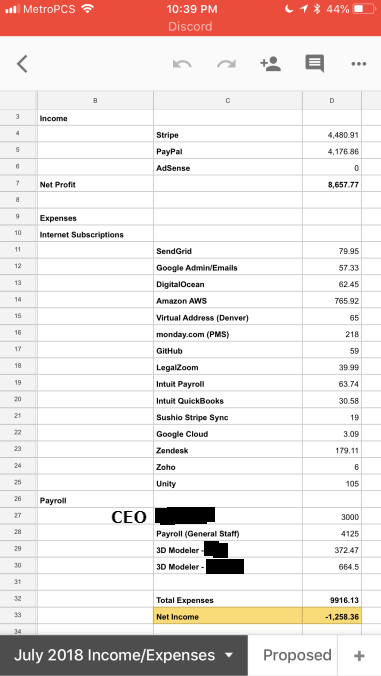 MetroPCS 10:39 PM 44%
Discord
B C D
3 Income
4 Stripe 4,480.91
5 PayPal 4,176.86
6 AdSense 0
7 Net Profit 8,657.77
8
9 Expenses
10 Internet Subscriptions
11 SendGrid 79.95
12 Google Admin/Emails 57.33
13 DigitalOcean 62.45
14 Amazon AWS 765.92
15 Virtual Address (Denver) 65
16 monday.com (PMS) 218
17 GitHub 59
18 LegalZoom 39.99
19 Intuit Payroll 63.74
20 Intuit QuickBooks 30.58
21 Sushio Stripe Sync 19
22 Google Cloud 3.09
23 Zendesk 179.11
24 Zoho 6
25 Unity 105
26 Payroll
27 CEO 3000
28 Payroll (General Staff) 4125
29 3D Modeler - 372.47
30 3D Modeler - 664.5
31
32 Total Expenses 9916.13
33 Net Income -1,258.36
34
July 2018 Income/Expenses Proposed +